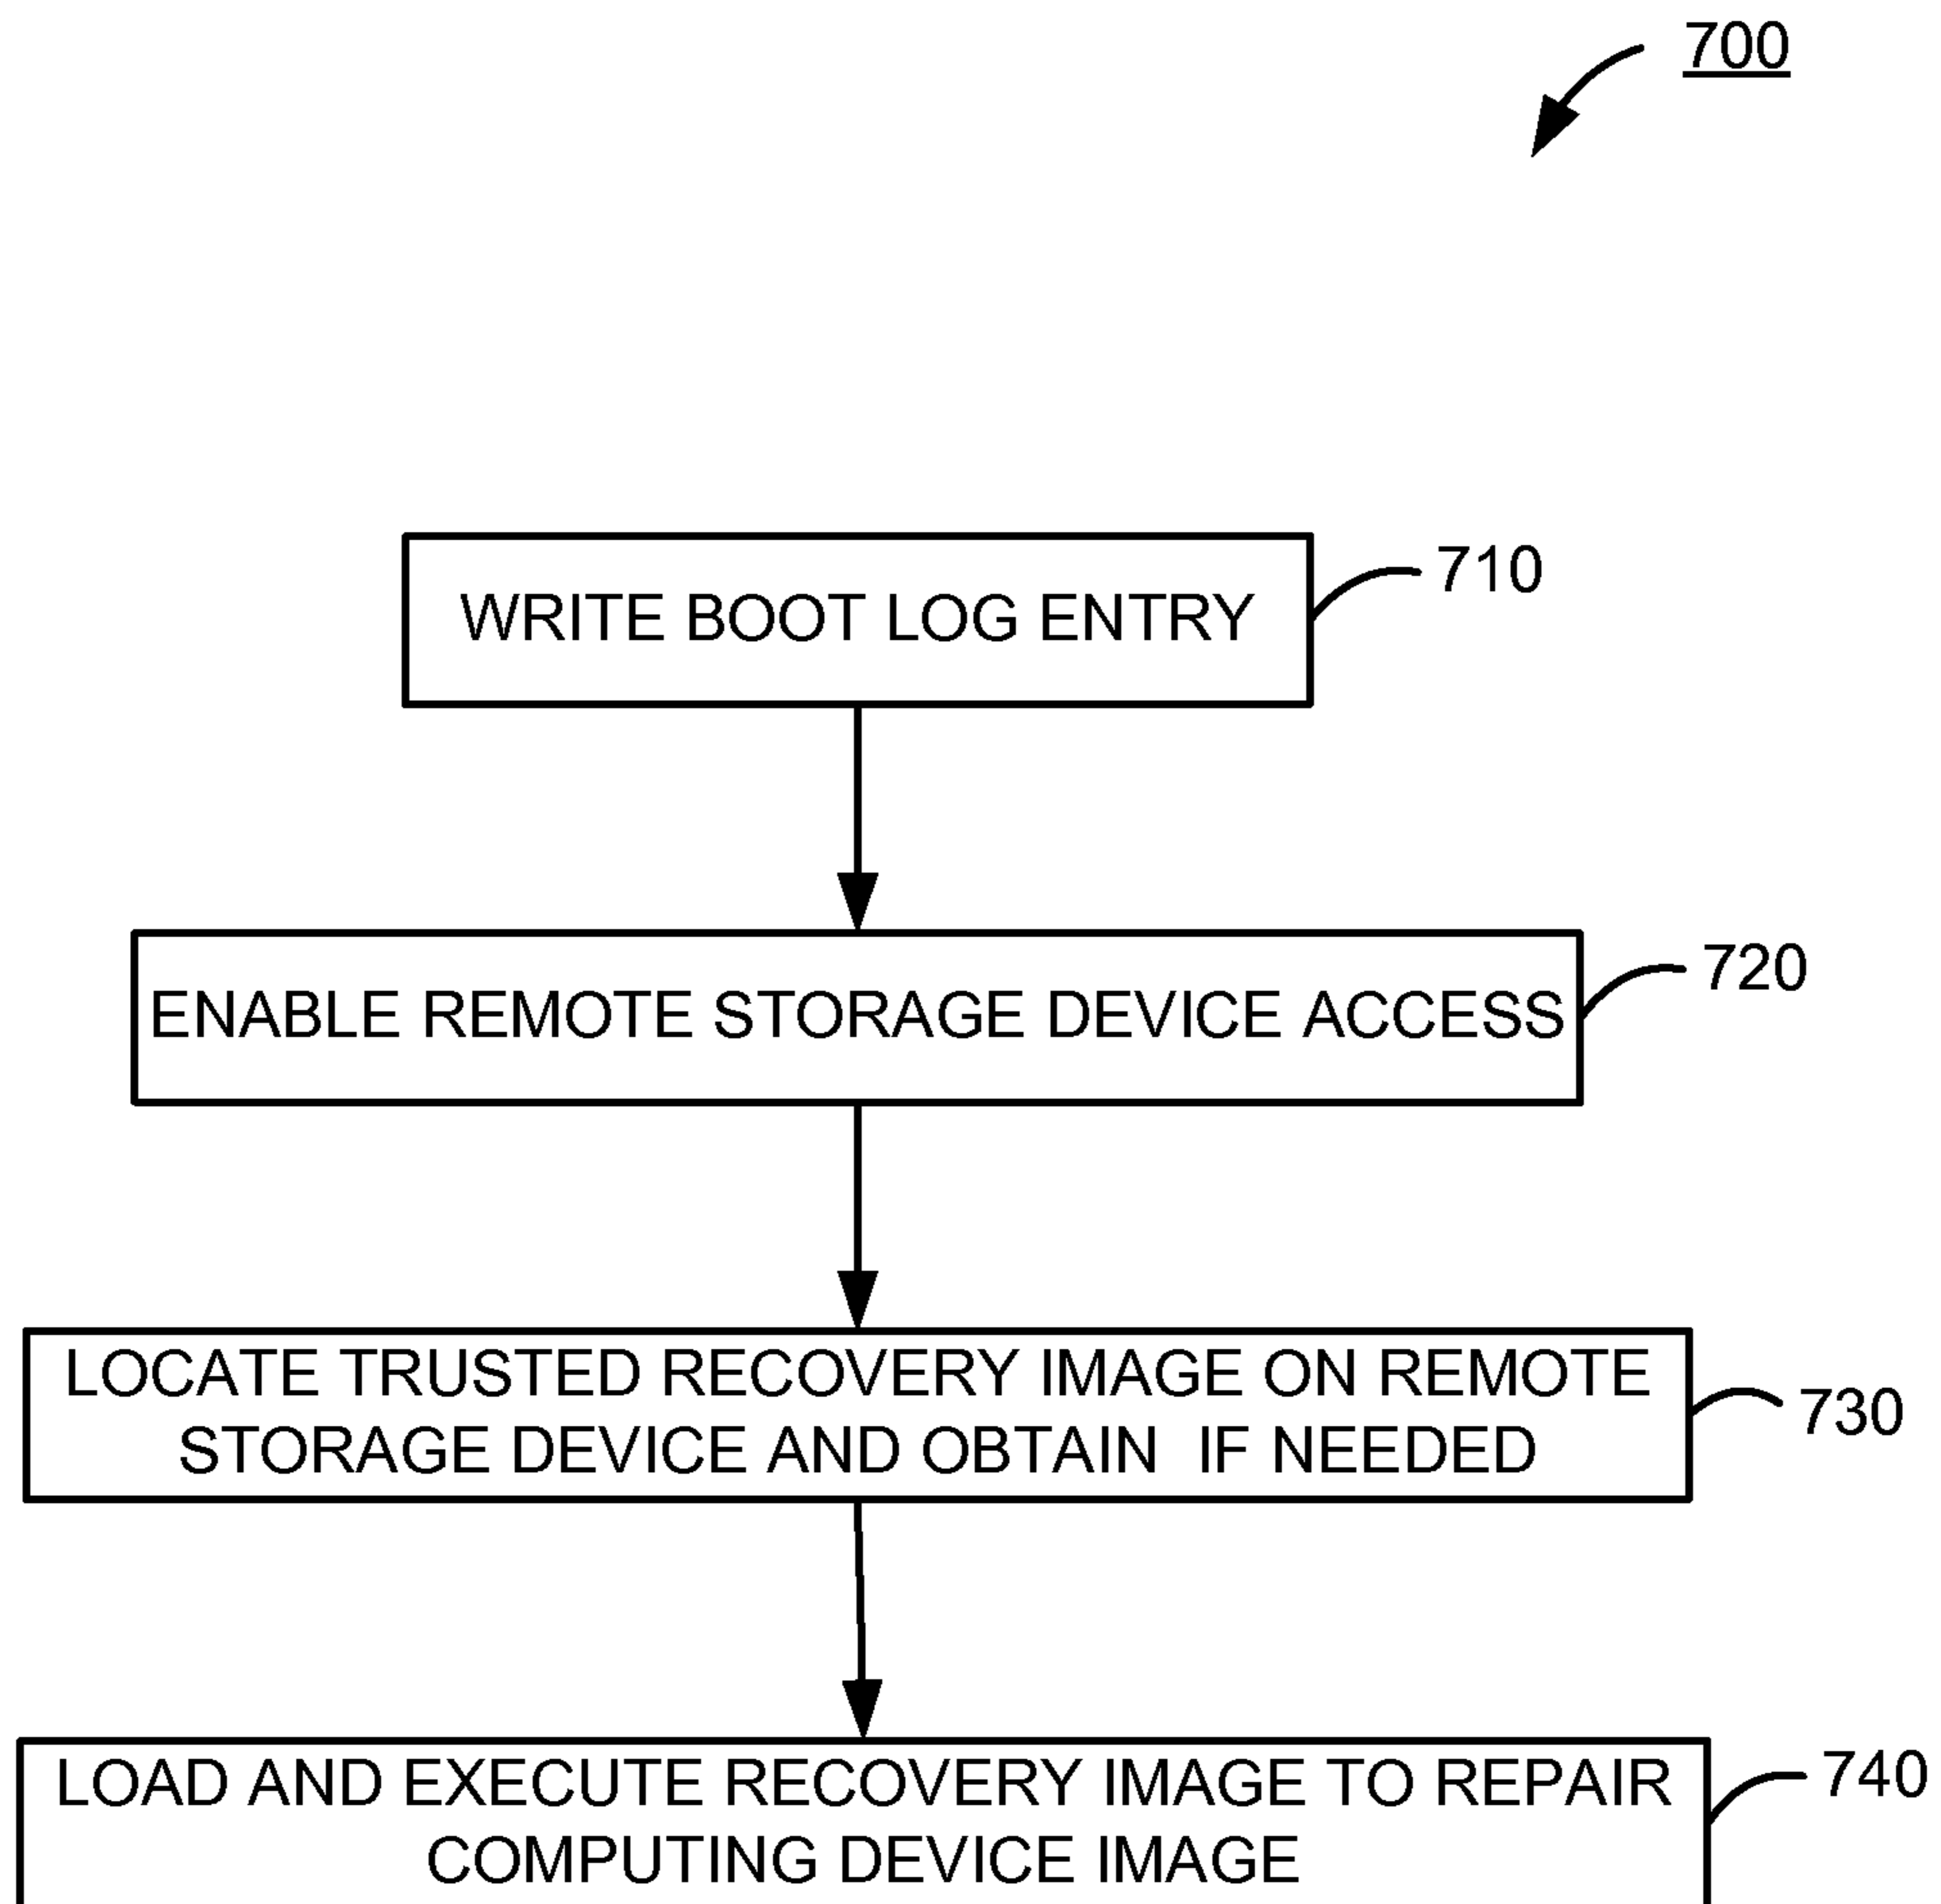 700
WRITE BOOT LOG ENTRY
710
ENABLE REMOTE STORAGE DEVICE ACCESS
720
LOCATE TRUSTED RECOVERY IMAGE ON REMOTE
STORAGE DEVICE AND OBTAIN IF NEEDED
730
LOAD AND EXECUTE RECOVERY IMAGE TO REPAIR
COMPUTING DEVICE IMAGE
740